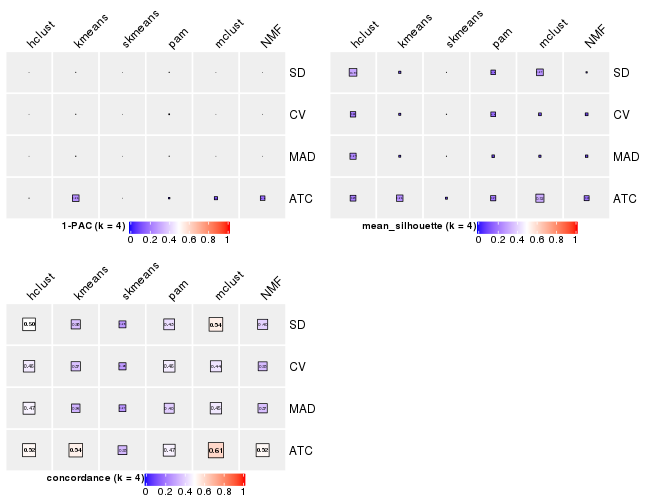 hclust kmeans skmeans pam mclust NMF
SD
CV
MAD
ATC
1-PAC (k = 4)
0 0.2 0.4 0.6 0.8 1
hclust kmeans skmeans pam mclust NMF
SD
CV
MAD
ATC
mean_silhouette (k = 4)
0 0.2 0.4 0.6 0.8 1
hclust kmeans skmeans pam mclust NMF
0.50 0.54 SD
0.46 0.44 CV
0.47 MAD
0.52 0.54 0.47 0.61 0.52 ATC
concordance (k = 4)
0 0.2 0.4 0.6 0.8 1